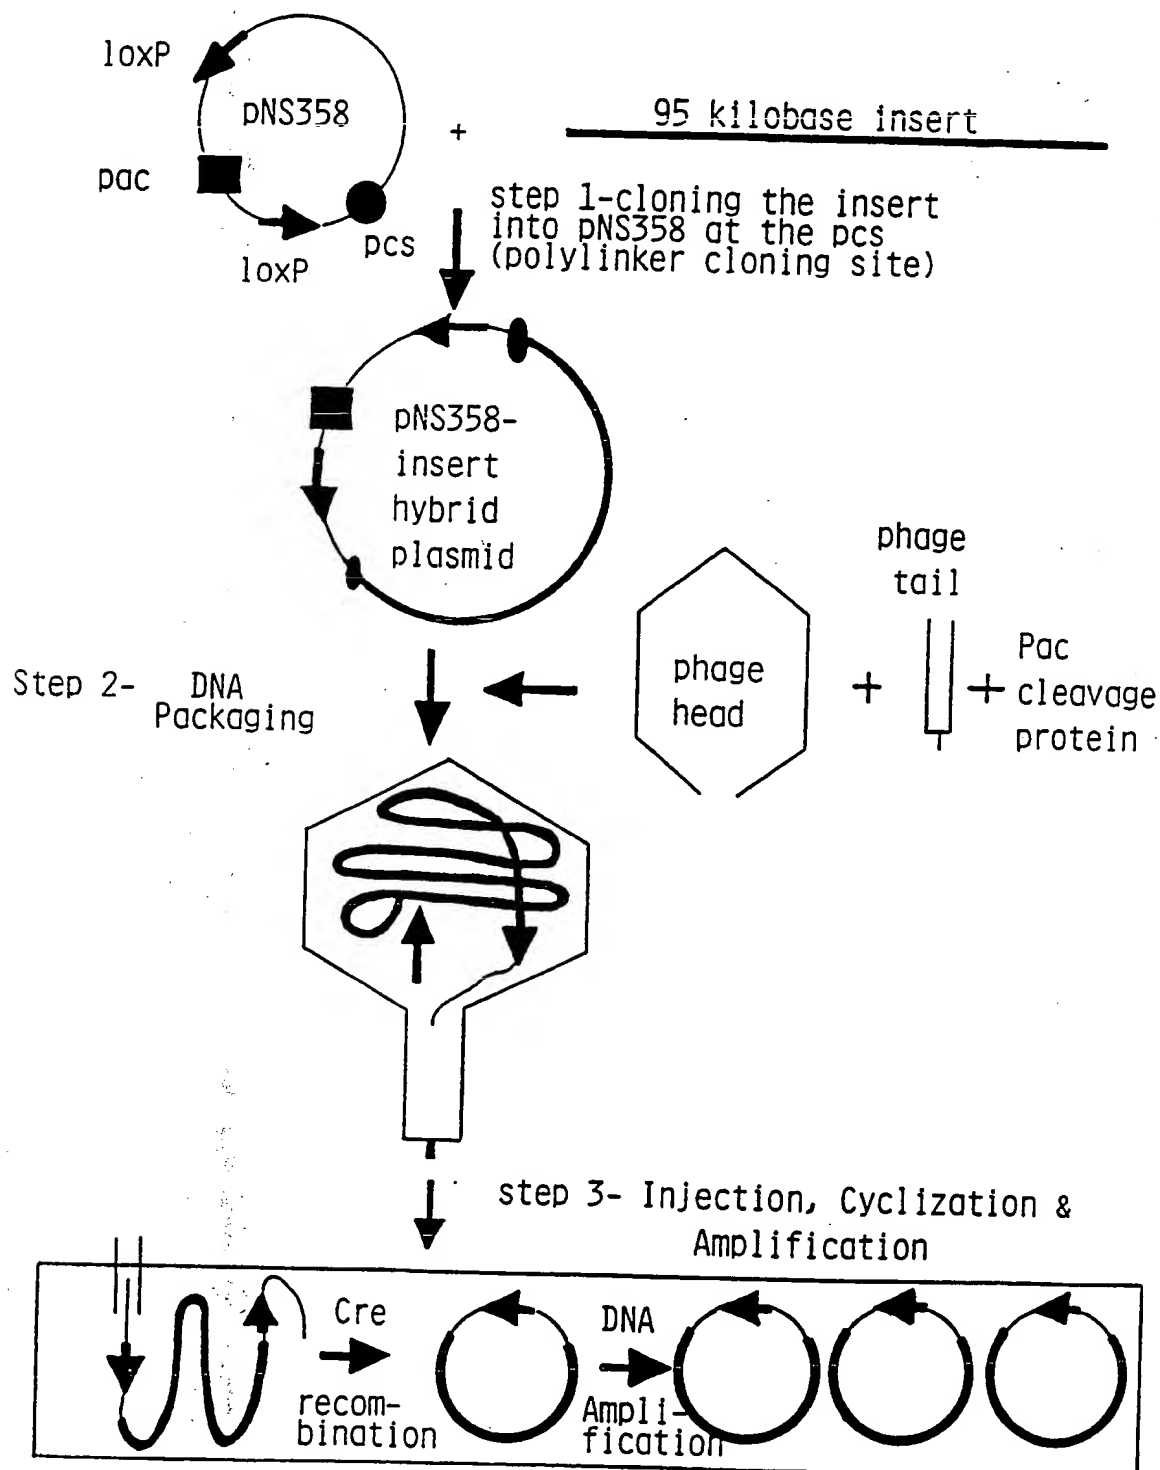 loxP
pNS358
pac
loxP
pcs
+
95 kilobase insert
step 1-cloning the insert
into pNS358 at the pcs
(polylinker cloning site)
pNS358-
insert
hybrid
plasmid
phage
tail
phage
head
+
+
Pac
cleavage
protein
Step 2- DNA
Packaging
step 3- Injection, Cyclization &
Amplification
Cre
recom-
bination
DNA
Ampli-
fication